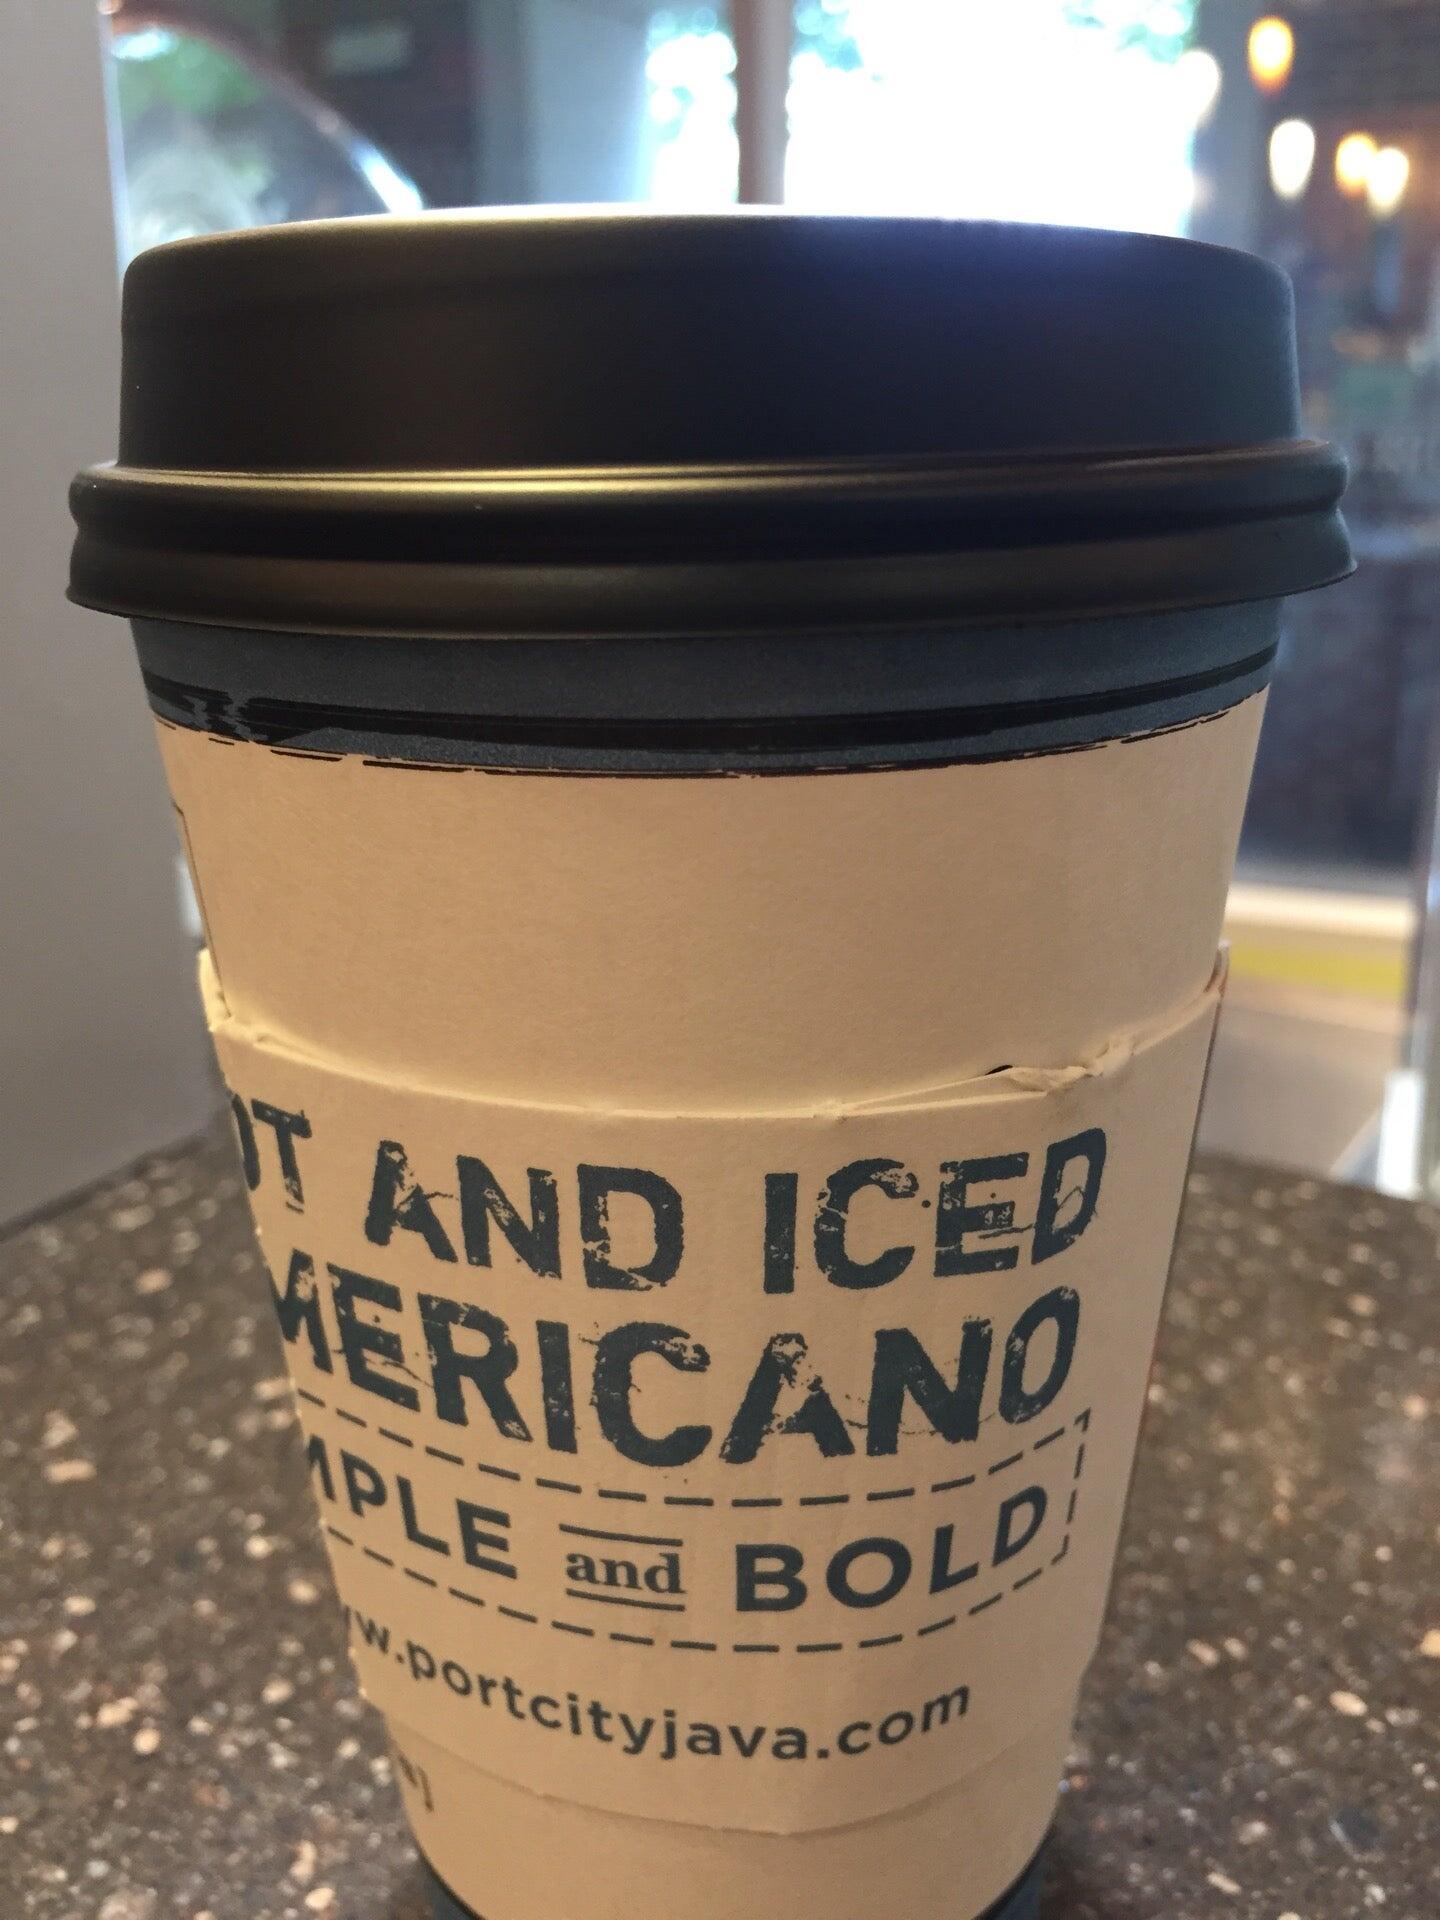 OT AND ICED
MERICANO
MPLE and BOLD
w.portcityjava.com